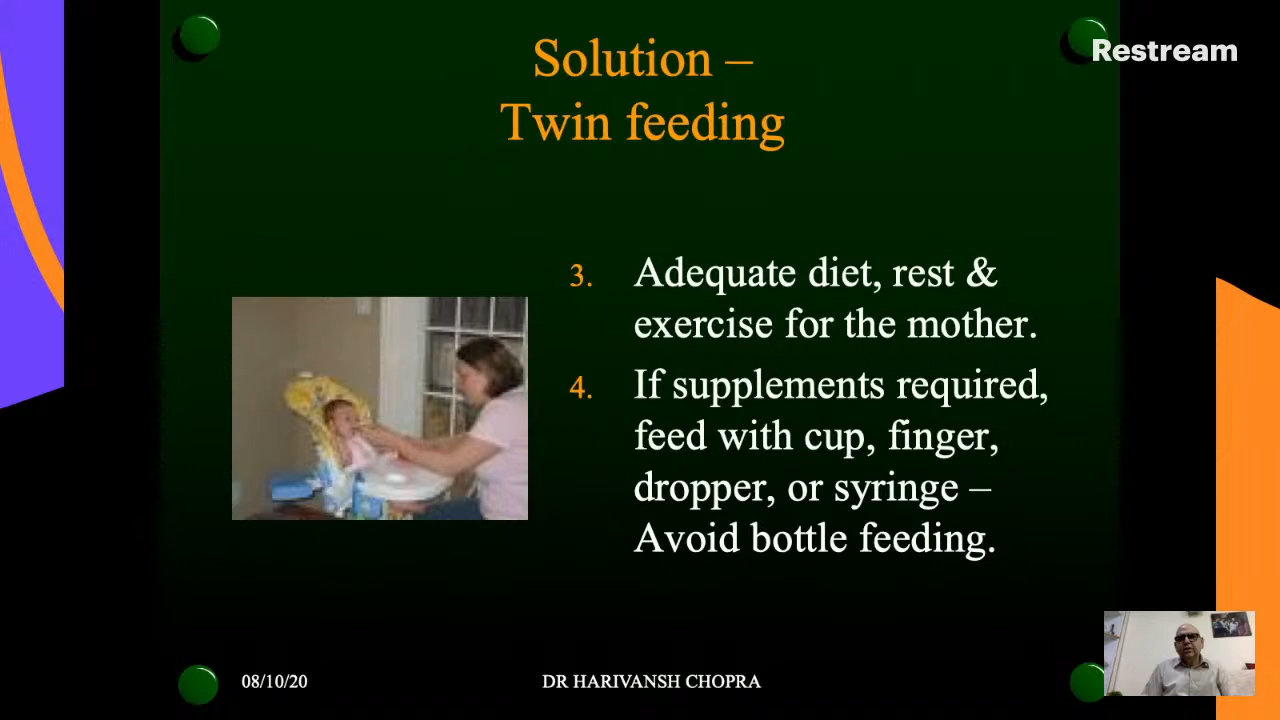 Restream
Solution –
Twin feeding
3. Adequate diet, rest &
exercise for the mother.
4. If supplements required,
feed with cup, finger,
dropper, or syringe –
Avoid bottle feeding.
08/10/20
DR HARIVANSH CHOPRA